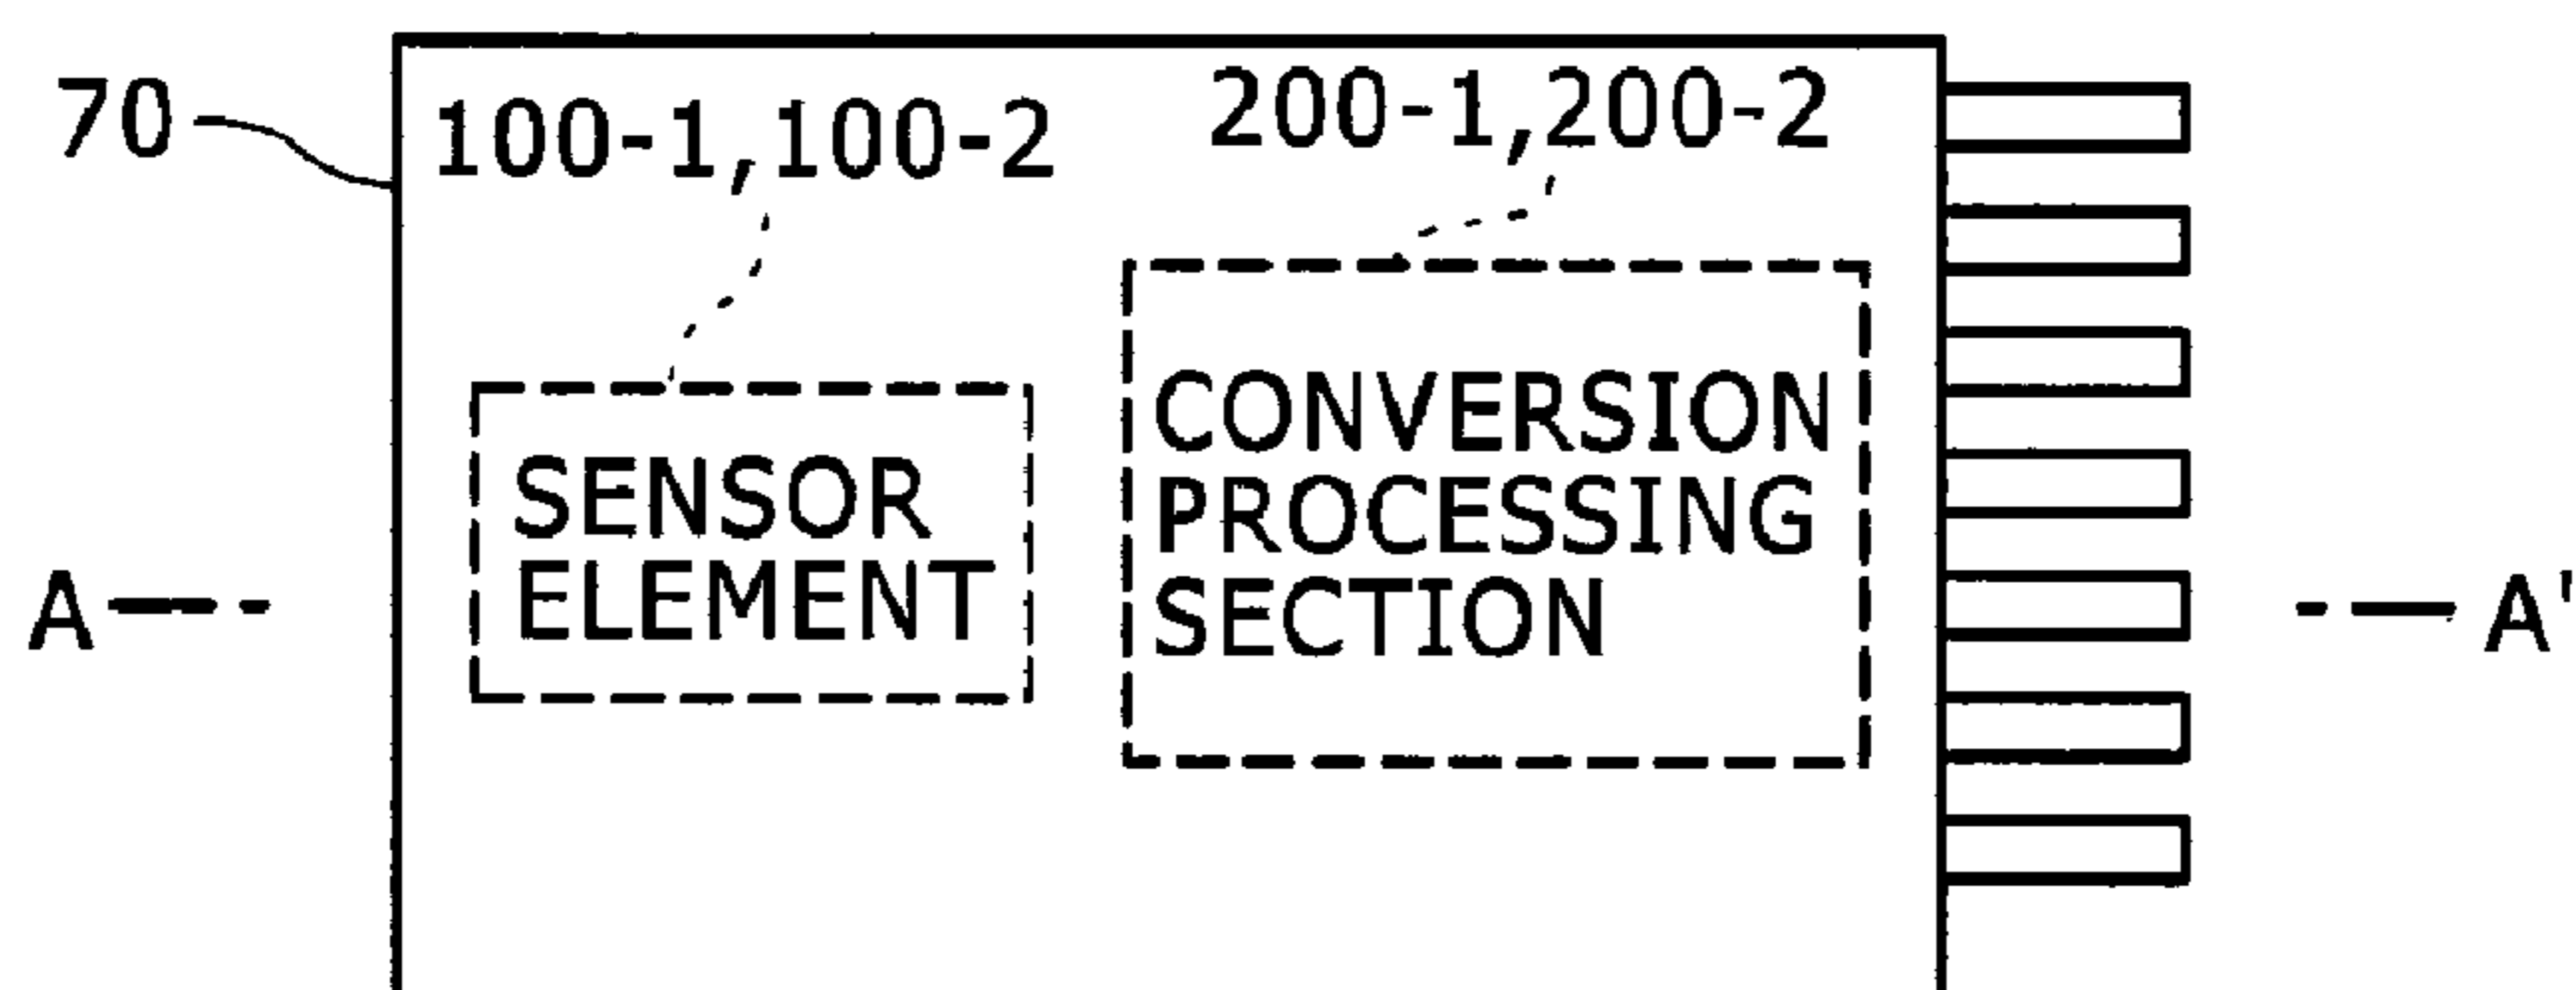 70
100-1,100-2
200-1,200-2
SENSOR
ELEMENT
CONVERSION
PROCESSING
SECTION
A
A'